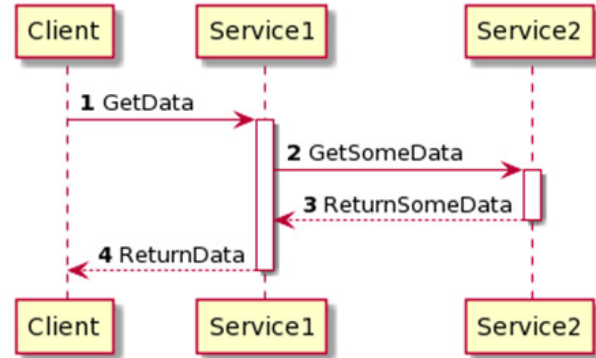 Client Service1 Service2
1 GetData
2 GetSomeData
3 ReturnSomeData
4 ReturnData
Client Service1 Service2